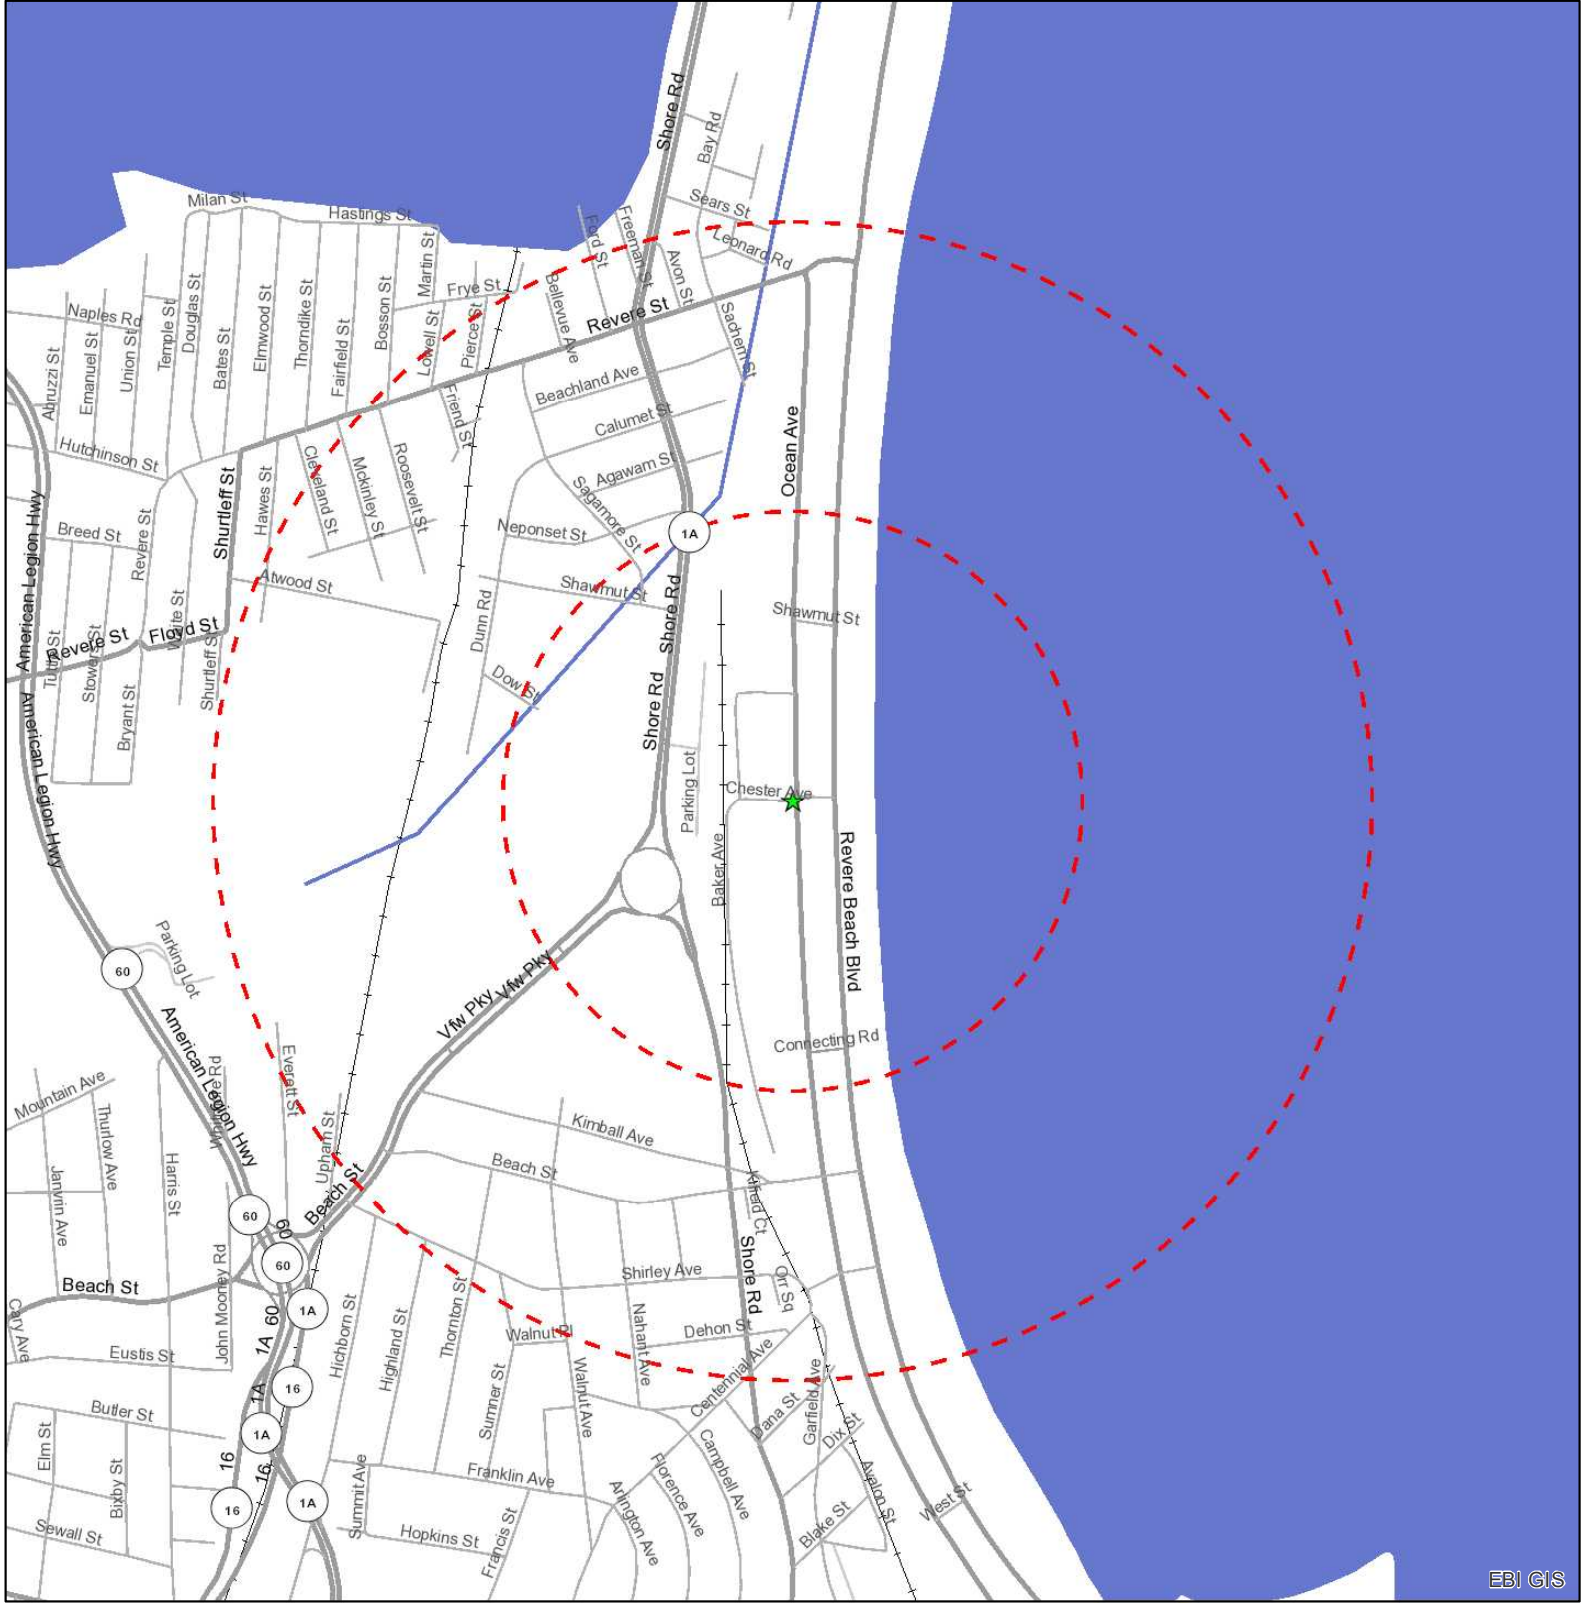 Shore Rd
Bay Rd
Milan St
Hastings St
Sears St
Ford St
Freeman St
Martin St
Leonard Rd
Avon St
Frye St
Bellevue Ave
Naples Rd
Temple St
Douglas St
Elmwood St
Thorndike St
Bosson St
Revere St
Lowell St
Pierce St
Sachem St
Abruzzi St
Emanuel St
Union St
Bates St
Fairfield St
Beachland Ave
Friend St
Calumet St
Ocean Ave
Hutchinson St
Cleveland St
Mckinley St
Roosevelt St
Agawam St
Sagamore St
Shurtleff St
Hawes St
American Legion Hwy
Breed St
Revere St
Neponset St
1A
Atwood St
Shawmut St
Shore Rd
Shawmut St
White St
Dunn Rd
Floyd St
Revere St
Tuttle St
Stowers St
Shurtleff St
Dow St
Shore Rd
Bryant St
American Legion Hwy
Parking Lot
Chester Ave
Baker Ave
Revere Beach Blvd
Parking Lot
60
Vfw Pky
Vfw Pky
American Legion Hwy
Connecting Rd
Everett St
Mountain Ave
Thurlow Ave
Upham St
Kimball Ave
Beach St
Janvrin Ave
Harris St
Beach St
Kifield Ct
60
60
60
Shore Rd
Shirley Ave
Orr Sq
Beach St
John Mooney Rd
60
1A
Cary Ave
1A
Hichborn St
Highland St
Thornton St
Walnut Pl
Nahant Ave
Dehon St
Eustis St
Centennial Ave
1A
16
Sumner St
Walnut Ave
Garfield Ave
Butler St
Dana St
Dix St
Elm St
1A
Campbell Ave
16
16
Bixby St
Summit Ave
Franklin Ave
Florence Ave
Avalon St
West St
16
1A
Arlington Ave
Sewall St
Hopkins St
Francis St
Blake St
EBI GIS